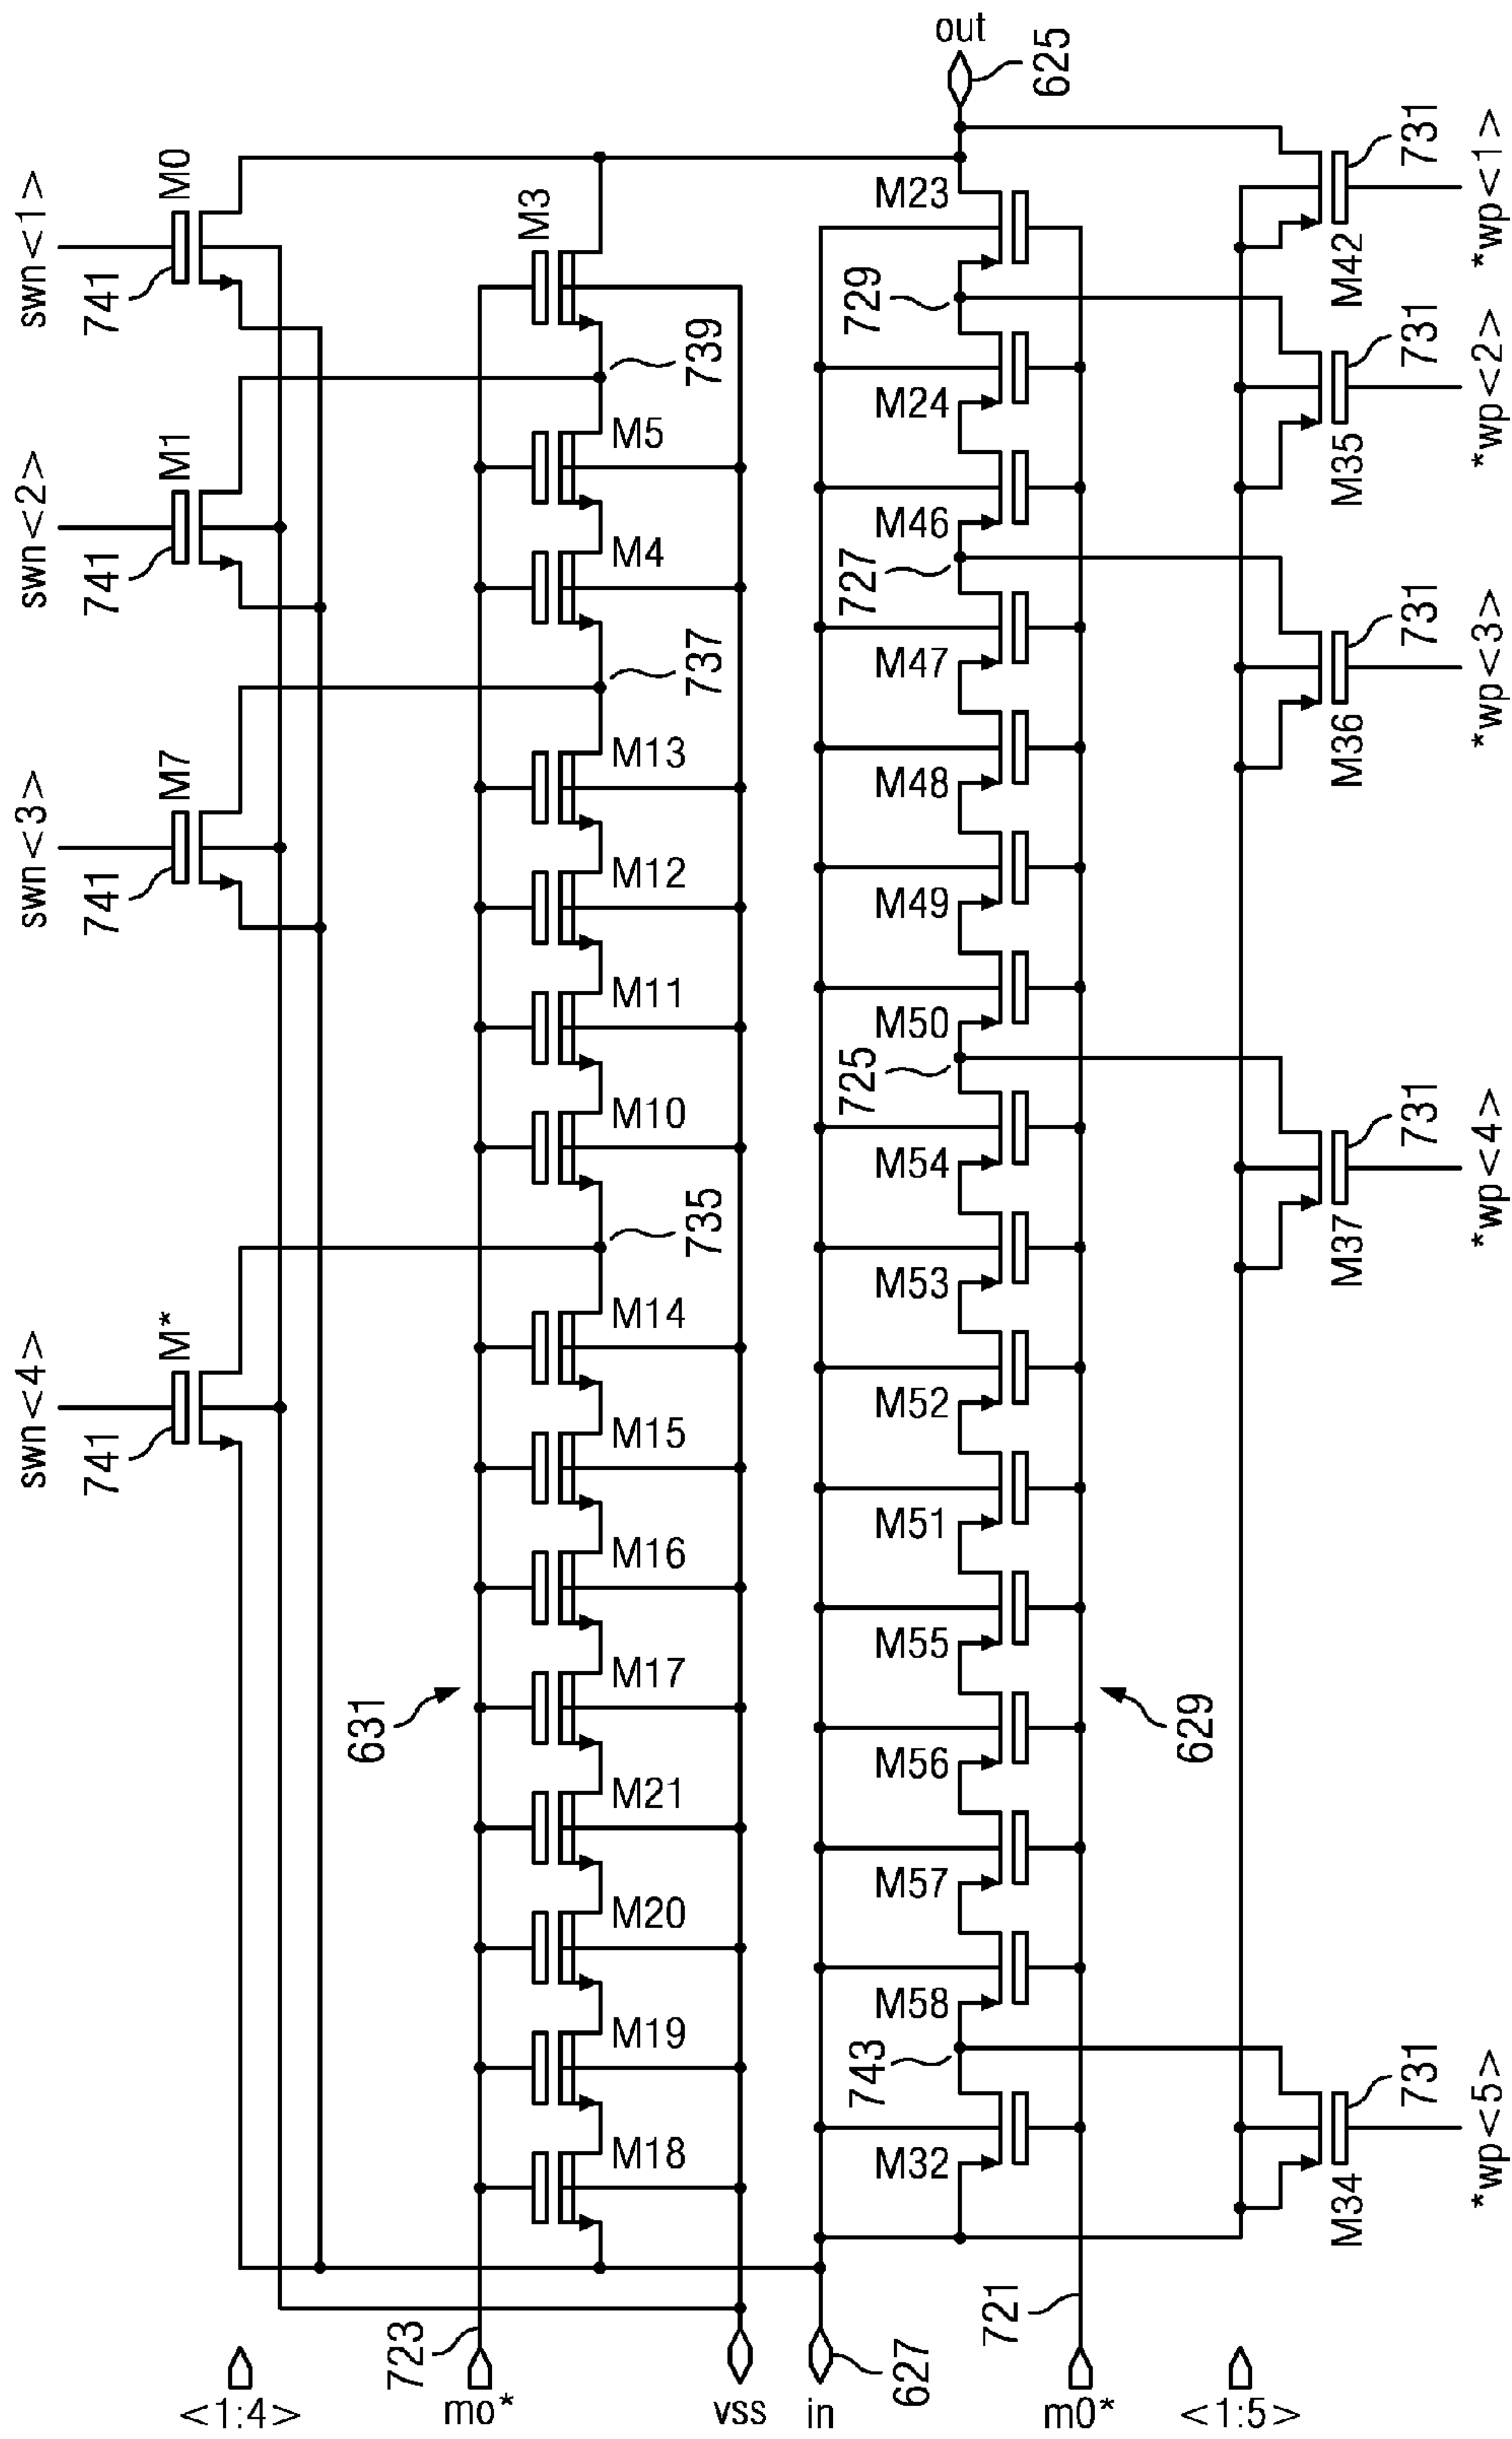 out
625
swn<1>
741
M0
swn<2>
741
M1
swn<3>
741
M7
swn<4>
741
M*
M3
739
M5
M4
737
M13
M12
M11
M10
735
M14
M15
M16
M17
M21
M20
M19
M18
631
723
M23
729
M24
M46
727
M47
M48
M49
M50
725
M54
M53
M52
M51
M55
M56
M57
M58
743
M32
629
721
731
M42
*wp<1>
731
M35
*wp<2>
731
M36
*wp<3>
731
M37
*wp<4>
731
M34
*wp<5>
627
<1:4>
mo*
vss
in
m0*
<1:5>